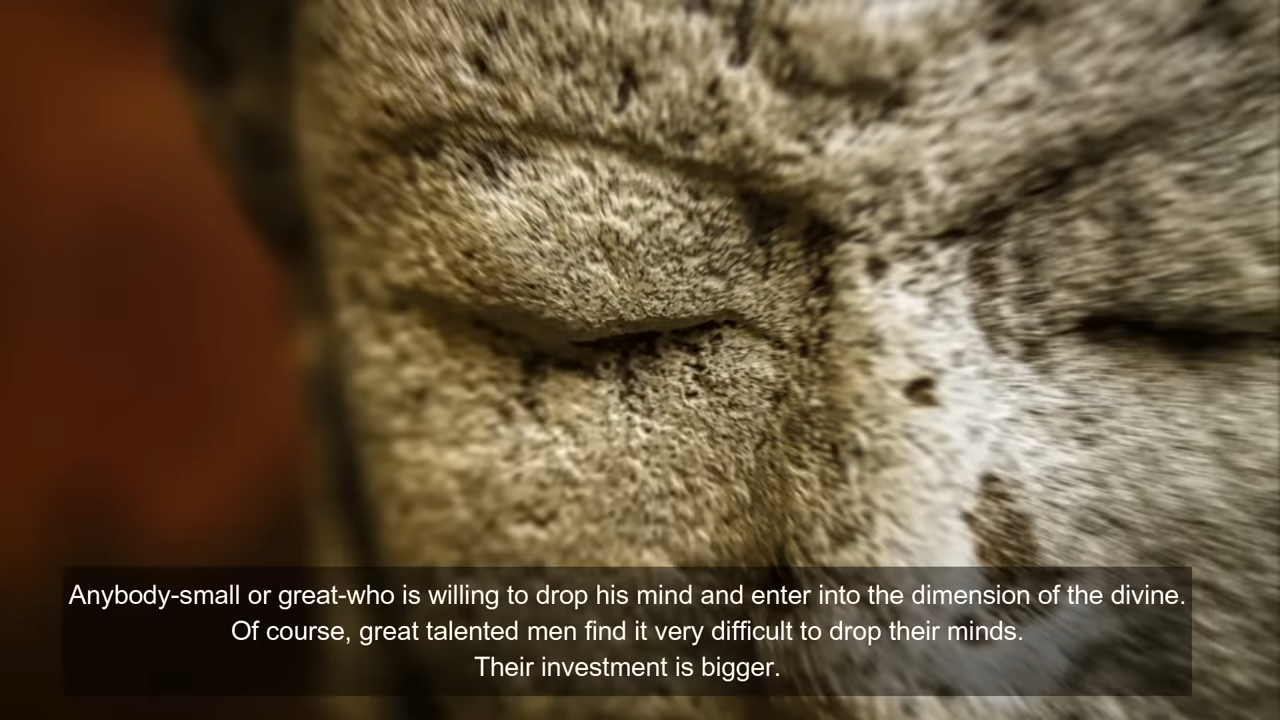 Anybody-small or great-who is willing to drop his mind and enter into the dimension of the divine.
Of course, great talented men find it very difficult to drop their minds.
Their investment is bigger.